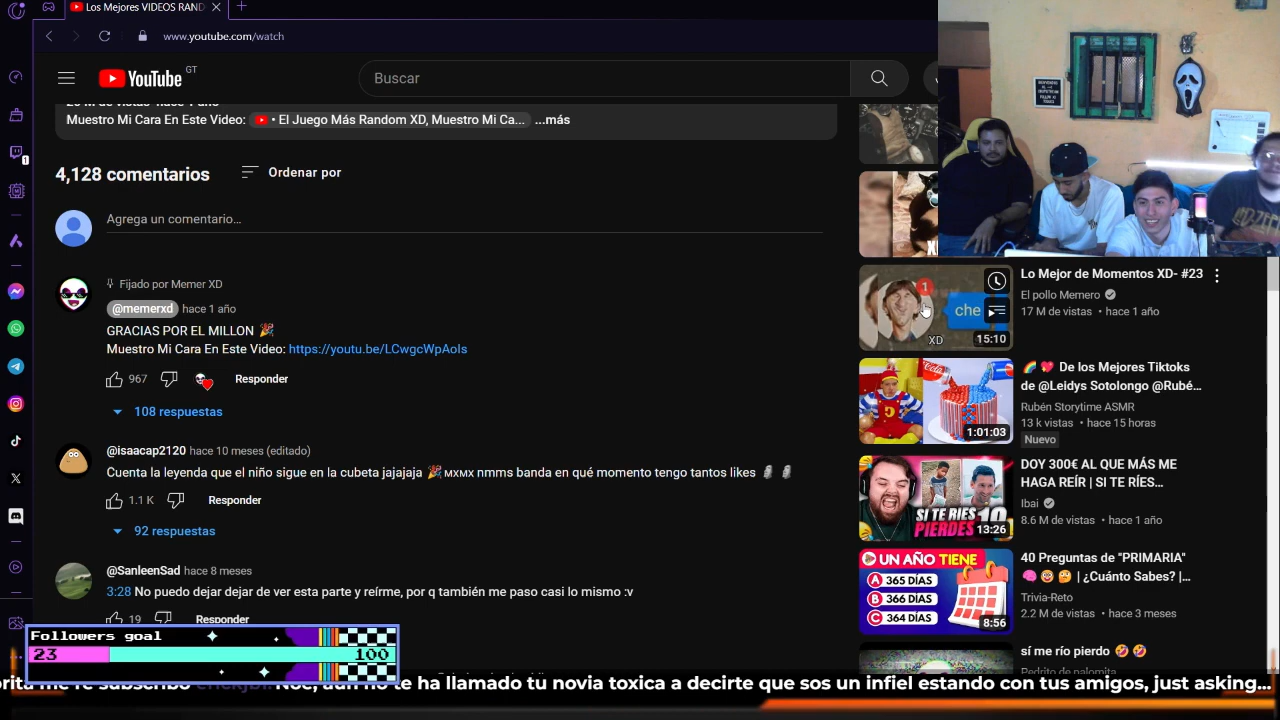 Los Mejores VIDEOS RAND
www.youtube.com/watch
YouTube GT
Buscar
Muestro Mi Cara En Este Video: • El Juego Más Random XD, Muestro Mi Ca... ...más
4,128 comentarios
Ordenar por
Agrega un comentario...
Fijado por Memer XD
@memerxd hace 1 año
GRACIAS POR EL MILLON 🎉
Muestro Mi Cara En Este Video: https://youtu.be/LCwgcWpAoIs
967
Responder
108 respuestas
@isaacap2120 hace 10 meses (editado)
Cuenta la leyenda que el niño sigue en la cubeta jajajaja 🎉мxмx nmms banda en qué momento tengo tantos likes 🗿 🗿
1.1 K
Responder
92 respuestas
@SanleenSad hace 8 meses
3:28 No puedo dejar dejar de ver esta parte y reírme, por q también me paso casi lo mismo :v
19
Responder
1
che
XD
15:10
Lo Mejor de Momentos XD- #23
El pollo Memero
17 M de vistas • hace 1 año
Coca-Cola
1:01:03
🌈💖 De los Mejores Tiktoks
de @Leidys Sotolongo @Rubé...
Rubén Storytime ASMR
13 k vistas • hace 15 horas
Nuevo
SI TE RIES
PIERDES 10
13:26
DOY 300€ AL QUE MÁS ME
HAGA REÍR | SI TE RÍES...
Ibai
8.6 M de vistas • hace 1 año
UN AÑO TIENE
A 365 DÍAS
B 366 DÍAS
C 364 DÍAS
8:56
40 Preguntas de "PRIMARIA"
🧠🐵🤔 | ¿Cuánto Sabes? |...
Trivia-Reto
2.2 M de vistas • hace 3 meses
sí me río pierdo 🤣🤣
Pedrito de palomita
Followers goal
23
100
me re subscribo
Noe, aun no te ha llamado tu novia toxica a decirte que sos un infiel estando con tus amigos, just asking...